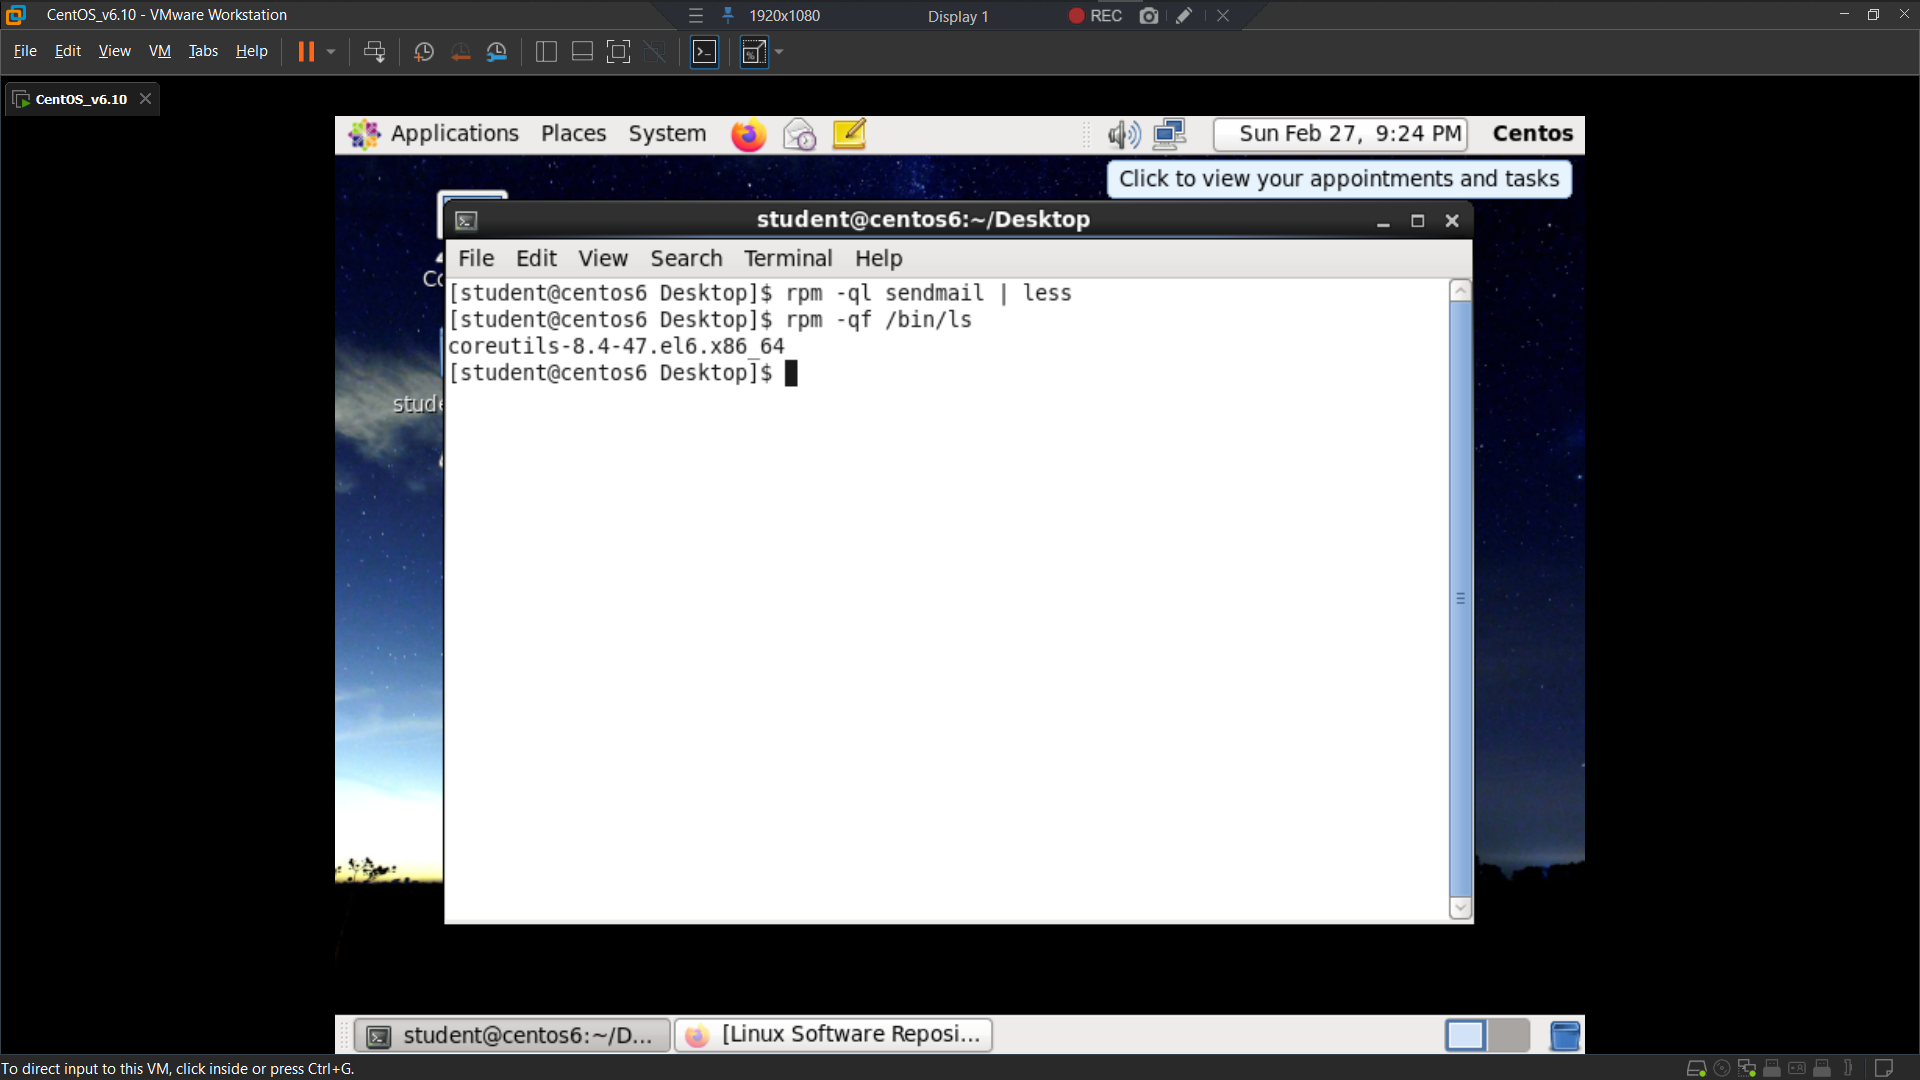 CentOS_v6.10 - VMware Workstation
1920x1080
Display 1
REC
File Edit View VM Tabs Help
CentOS_v6.10
Applications Places System
Sun Feb 27, 9:24 PM
Centos
Click to view your appointments and tasks
student@centos6:~/Desktop
File Edit View Search Terminal Help
[student@centos6 Desktop]$ rpm -ql sendmail | less
[student@centos6 Desktop]$ rpm -qf /bin/ls
coreutils-8.4-47.el6.x86_64
[student@centos6 Desktop]$
student@centos6:~/D...
[Linux Software Reposi...
To direct input to this VM, click inside or press Ctrl+G.